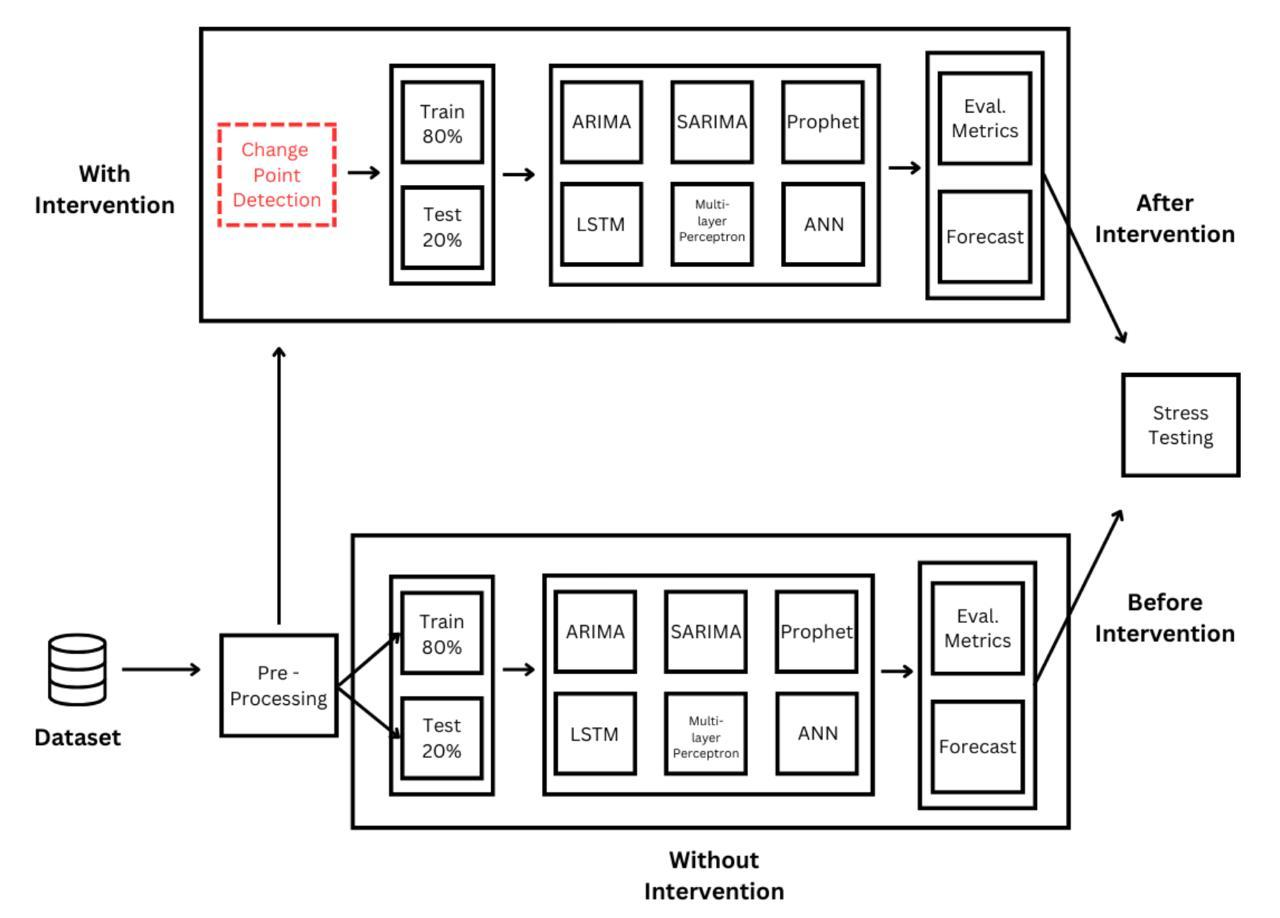 With
Intervention
Change
Point
Detection
Train
80%
Test
20%
ARIMA
SARIMA
Prophet
LSTM
Multi-
layer
Perceptron
ANN
Eval.
Metrics
Forecast
After
Intervention
Stress
Testing
Dataset
Pre -
Processing
Train
80%
Test
20%
ARIMA
SARIMA
Prophet
LSTM
Multi-
layer
Perceptron
ANN
Eval.
Metrics
Forecast
Before
Intervention
Without
Intervention